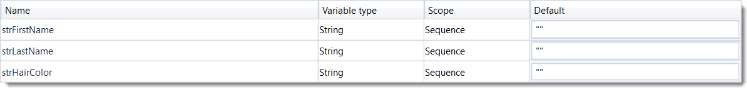 Name Variable type Scope Default
strFirstName String Sequence ""
strLastName String Sequence ""
strHairColor String Sequence ""